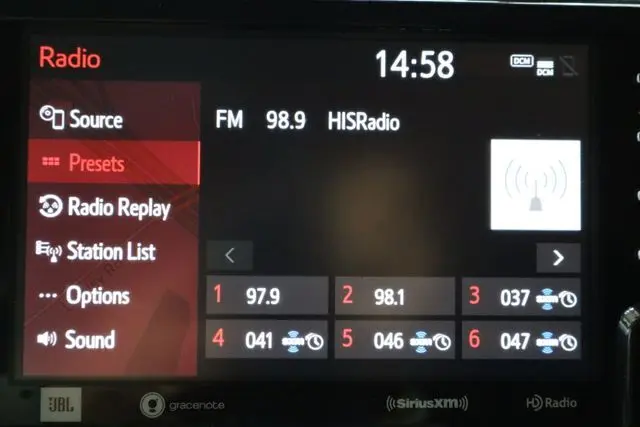 Radio 14:58 DCM DCM
Source FM 98.9 HISRadio
Presets
Radio Replay
Station List < >
Options 1 97.9 2 98.1 3 037
Sound 4 041 5 046 6 047
JBL gracenote ((SiriusXM)) HD Radio